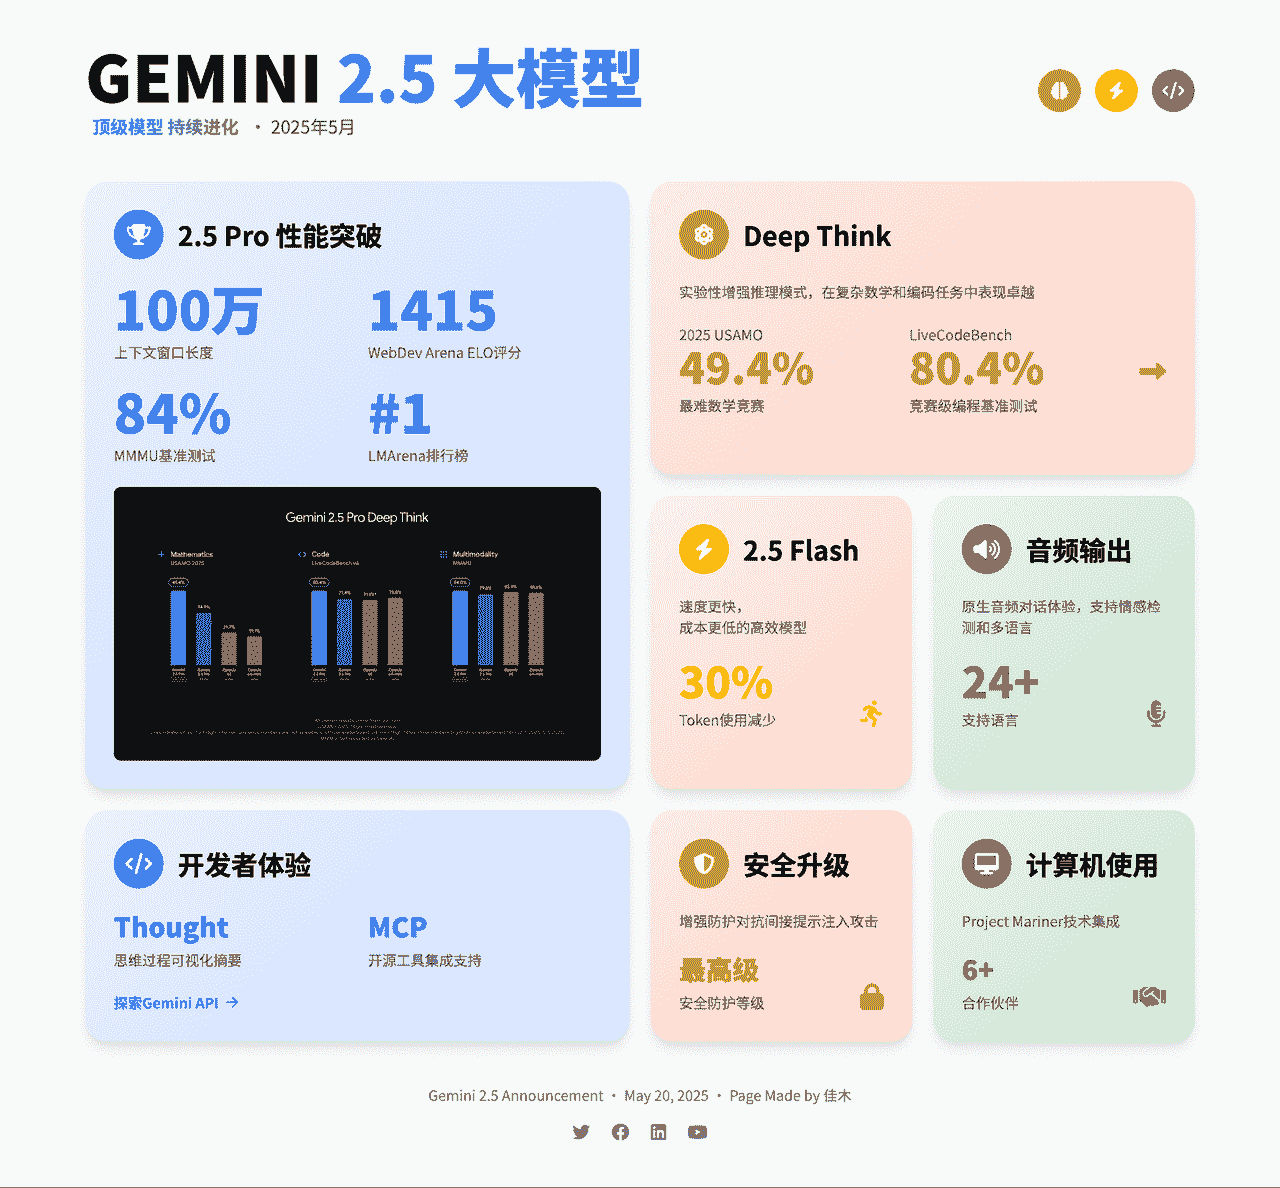 GEMINI 2.5 大模型
顶级模型 持续进化 • 2025年5月
2.5 Pro 性能突破
100万
上下文窗口长度
1415
WebDev Arena ELO评分
84%
MMMU基准测试
#1
LMArena排行榜
Gemini 2.5 Pro Deep Think
Mathematics
USAMO 2025
Code
LiveCodeBench v6
Multimodality
MMMU
49.4%
80.4%
84.0%
Deep Think
实验性增强推理模式，在复杂数学和编码任务中表现卓越
2025 USAMO
49.4%
最难数学竞赛
LiveCodeBench
80.4%
竞赛级编程基准测试
2.5 Flash
速度更快，
成本更低的高效模型
30%
Token使用减少
音频输出
原生音频对话体验，支持情感检
测和多语言
24+
支持语言
开发者体验
Thought
思维过程可视化摘要
MCP
开源工具集成支持
探索Gemini API →
安全升级
增强防护对抗间接提示注入攻击
最高级
安全防护等级
计算机使用
Project Mariner技术集成
6+
合作伙伴
Gemini 2.5 Announcement • May 20, 2025 • Page Made by 佳木